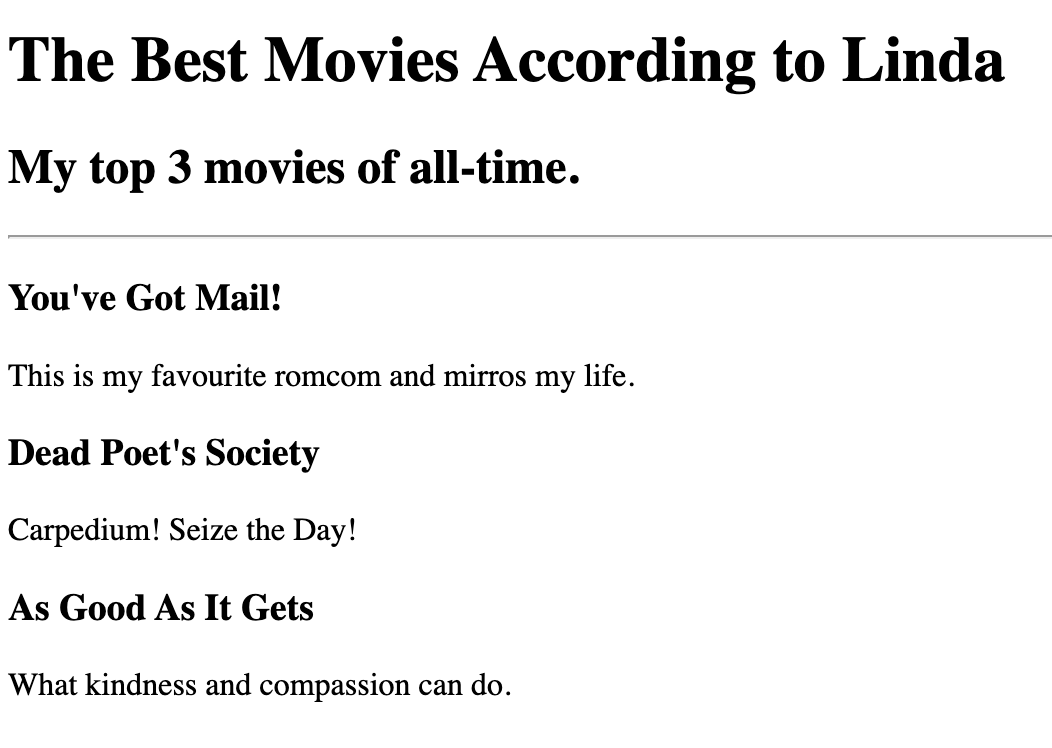 The Best Movies According to Linda
My top 3 movies of all-time.
You've Got Mail!
This is my favourite romcom and mirros my life.
Dead Poet's Society
Carpedium! Seize the Day!
As Good As It Gets
What kindness and compassion can do.